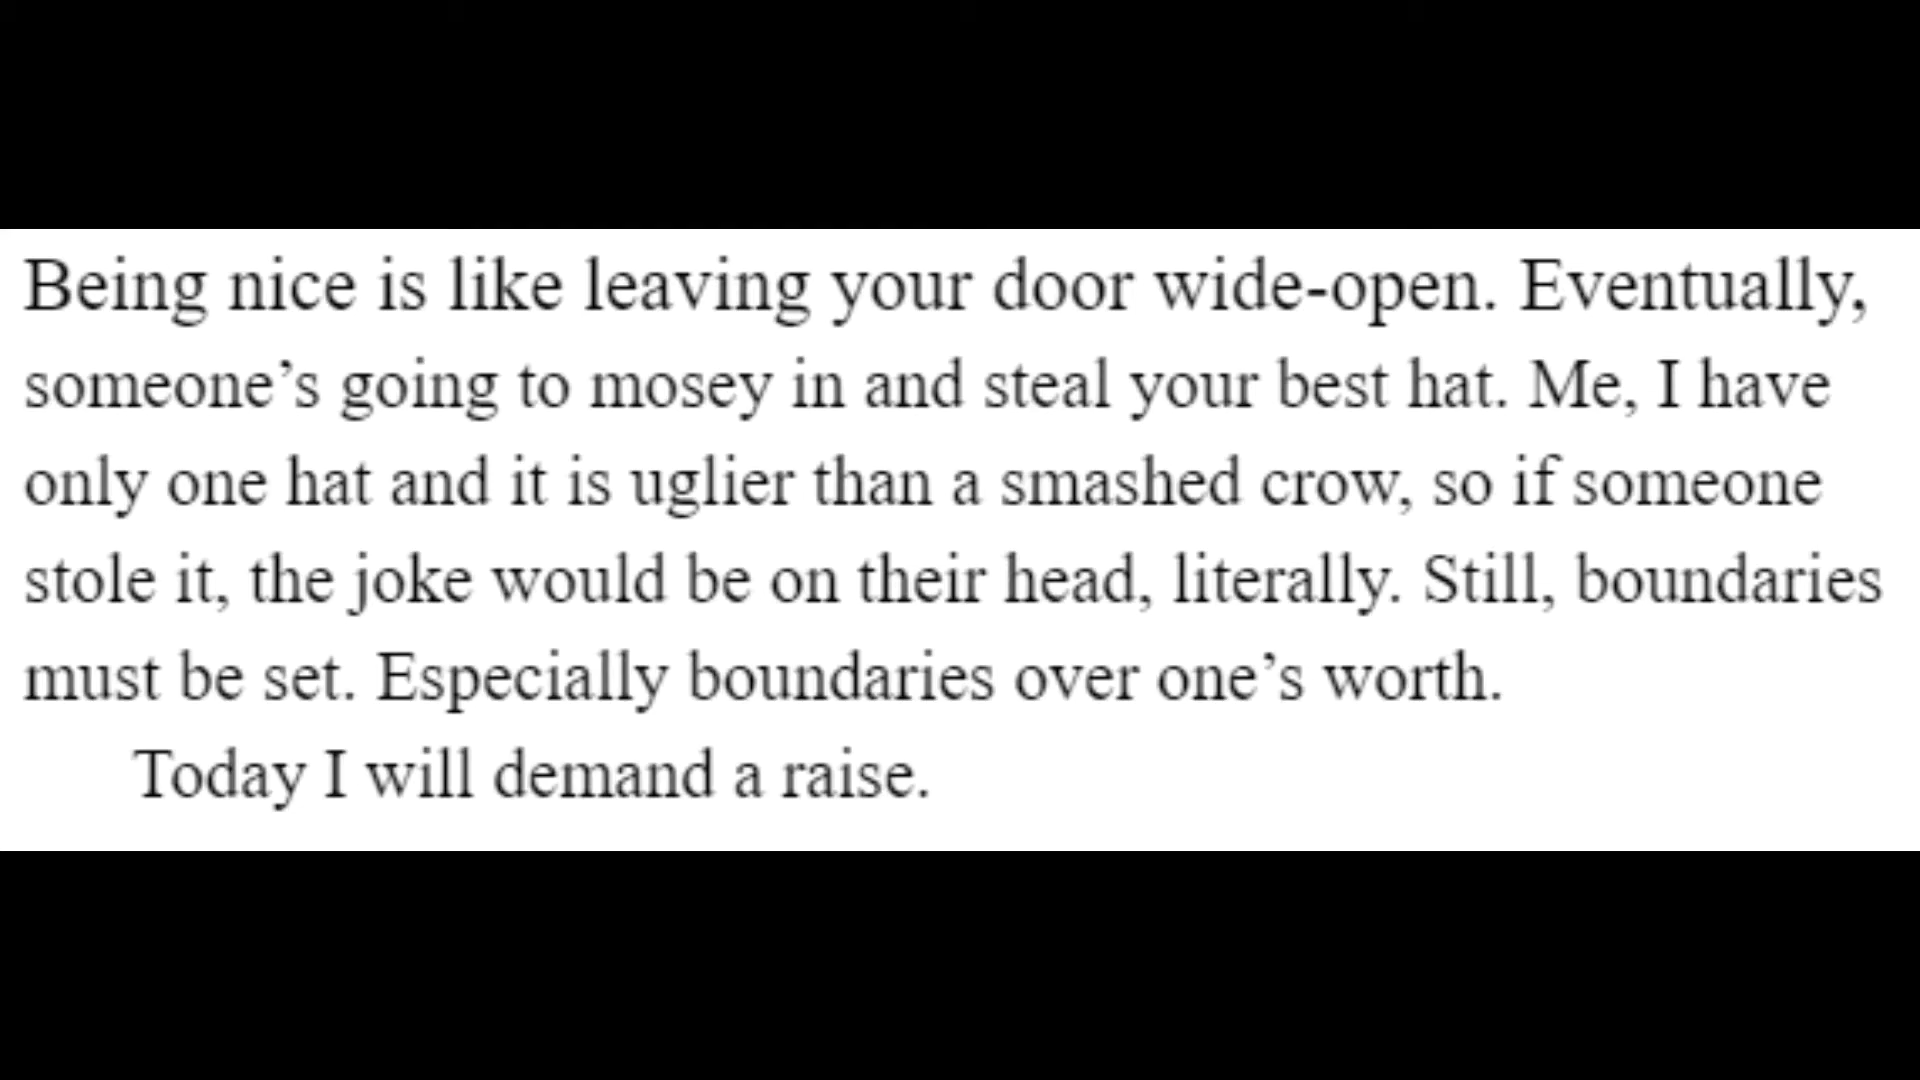 Being nice is like leaving your door wide-open. Eventually,
someone’s going to mosey in and steal your best hat. Me, I have
only one hat and it is uglier than a smashed crow, so if someone
stole it, the joke would be on their head, literally. Still, boundaries
must be set. Especially boundaries over one’s worth.
Today I will demand a raise.